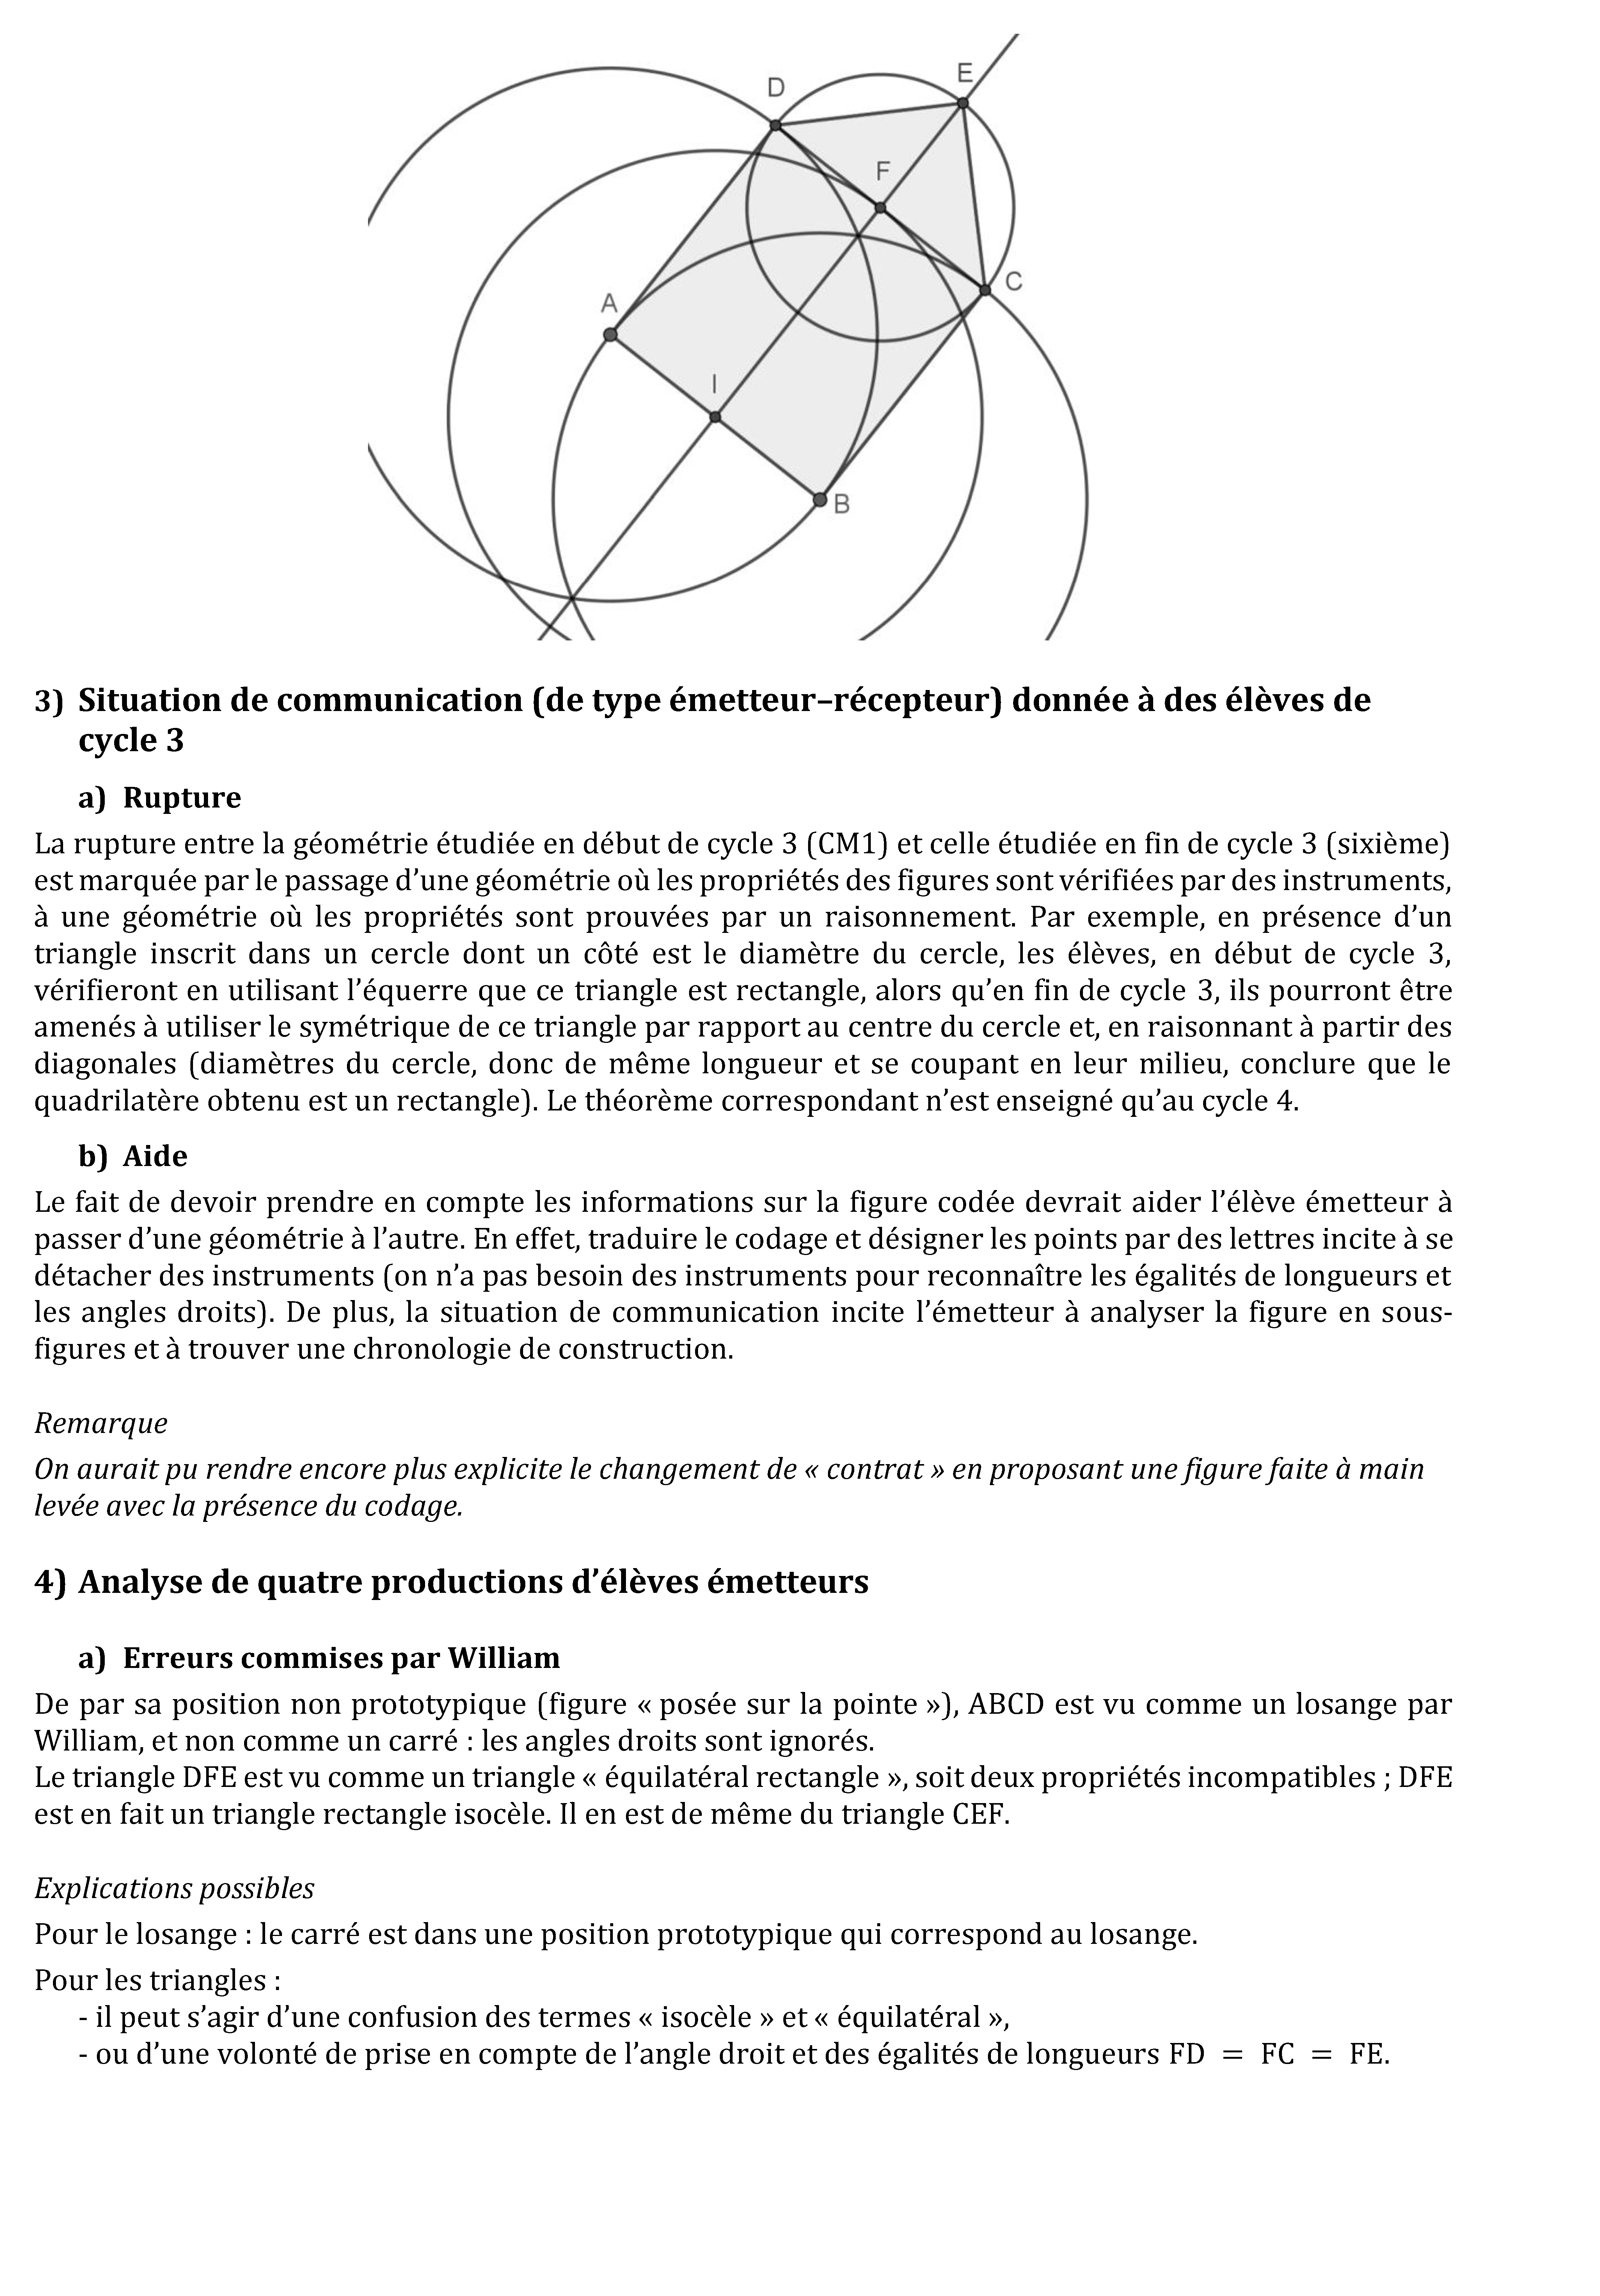 D
E
F
C
A
I
B
3) Situation de communication (de type émetteur–récepteur) donnée à des élèves de
cycle 3
a) Rupture
La rupture entre la géométrie étudiée en début de cycle 3 (CM1) et celle étudiée en fin de cycle 3 (sixième)
est marquée par le passage d’une géométrie où les propriétés des figures sont vérifiées par des instruments,
à une géométrie où les propriétés sont prouvées par un raisonnement. Par exemple, en présence d’un
triangle inscrit dans un cercle dont un côté est le diamètre du cercle, les élèves, en début de cycle 3,
vérifieront en utilisant l’équerre que ce triangle est rectangle, alors qu’en fin de cycle 3, ils pourront être
amenés à utiliser le symétrique de ce triangle par rapport au centre du cercle et, en raisonnant à partir des
diagonales (diamètres du cercle, donc de même longueur et se coupant en leur milieu, conclure que le
quadrilatère obtenu est un rectangle). Le théorème correspondant n’est enseigné qu’au cycle 4.
b) Aide
Le fait de devoir prendre en compte les informations sur la figure codée devrait aider l’élève émetteur à
passer d’une géométrie à l’autre. En effet, traduire le codage et désigner les points par des lettres incite à se
détacher des instruments (on n’a pas besoin des instruments pour reconnaître les égalités de longueurs et
les angles droits). De plus, la situation de communication incite l’émetteur à analyser la figure en sous-
figures et à trouver une chronologie de construction.
Remarque
On aurait pu rendre encore plus explicite le changement de « contrat » en proposant une figure faite à main
levée avec la présence du codage.
4) Analyse de quatre productions d’élèves émetteurs
a) Erreurs commises par William
De par sa position non prototypique (figure « posée sur la pointe »), ABCD est vu comme un losange par
William, et non comme un carré : les angles droits sont ignorés.
Le triangle DFE est vu comme un triangle « équilatéral rectangle », soit deux propriétés incompatibles ; DFE
est en fait un triangle rectangle isocèle. Il en est de même du triangle CEF.
Explications possibles
Pour le losange : le carré est dans une position prototypique qui correspond au losange.
Pour les triangles :
- il peut s’agir d’une confusion des termes « isocèle » et « équilatéral »,
- ou d’une volonté de prise en compte de l’angle droit et des égalités de longueurs FD = FC = FE.